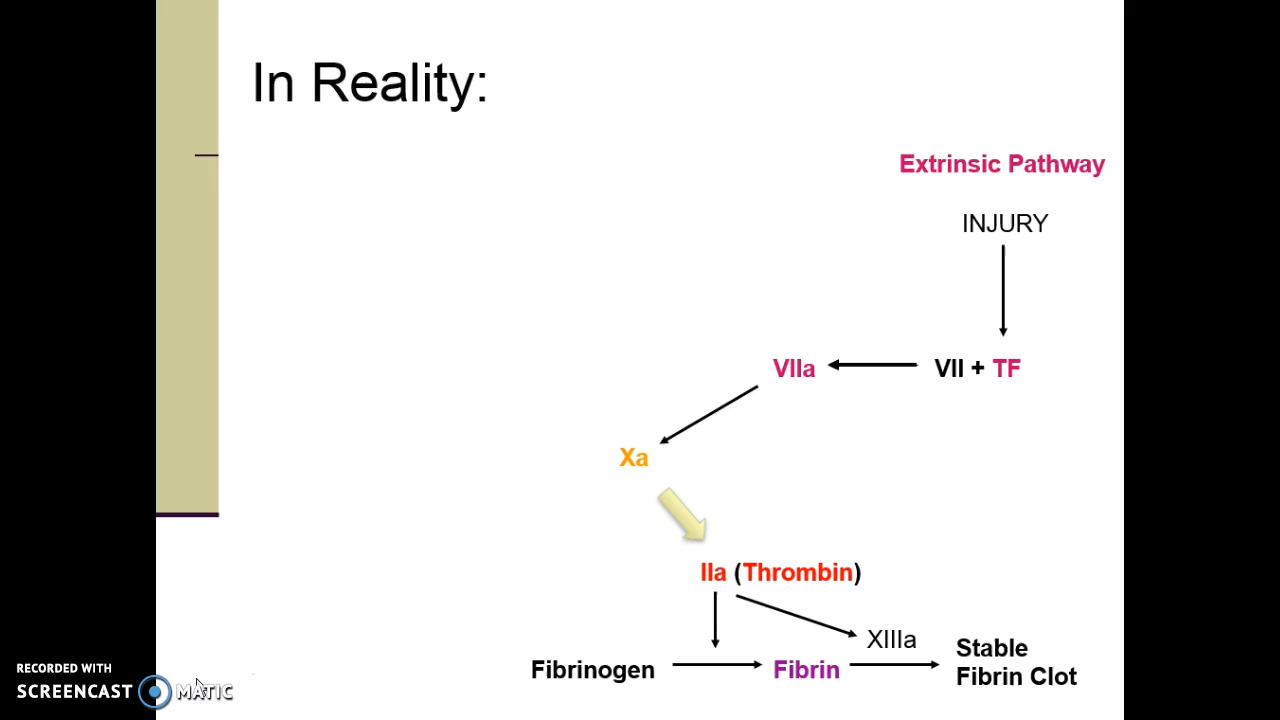 In Reality:
Extrinsic Pathway
INJURY
VIIa
VII + TF
Xa
IIa (Thrombin)
XIIIa
Fibrinogen
Fibrin
Stable
Fibrin Clot
RECORDED WITH
SCREENCAST MATIC